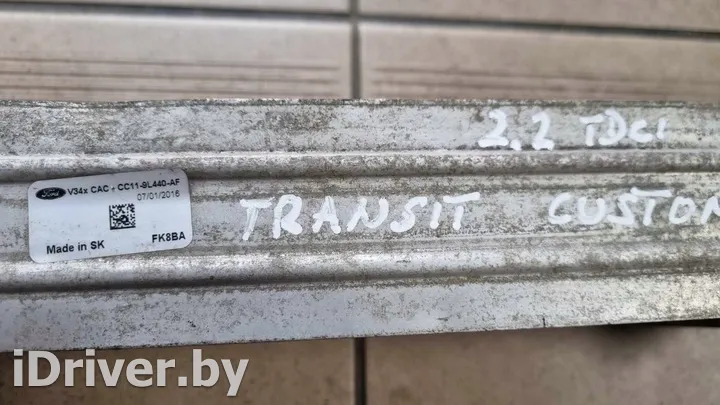 2,2 TDCI
Ford V34x CAC , CC11-9L440-AF
07/01/2016
TRANSIT CUSTOM
Made in SK FK8BA
iDriver.by